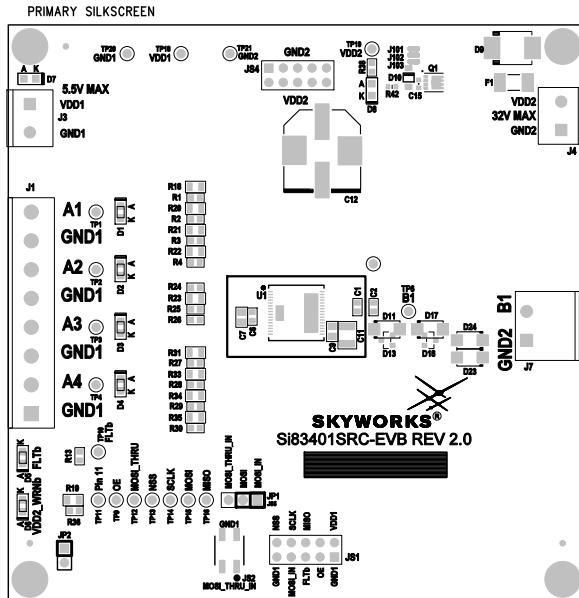 PRIMARY SILKSCREEN
TP20
GND1
TP18
VDD1
TP21
GND2
TP19
VDD2
GND2
JS4
VDD2
R38
A
K
D8
J101
J102
J103
D10
Q1
R42
C15
D9
F1
A K
D7
5.5V MAX
VDD1
J3
GND1
VDD2
32V MAX
GND2
J4
C12
J1
A1
TP1
GND1
A2
TP2
GND1
A3
TP3
GND1
A4
TP4
GND1
A
K
D1
A
K
D2
A
K
D3
A
K
D4
R18
R1
R20
R2
R21
R3
R22
R4
R24
R23
R25
R26
R31
R27
R33
R28
R34
R29
R35
R30
U1
C7
C8
C1
C2
C9
C11
TP6
B1
D11
D17
D13
D18
D24
D23
B1
GND2
J7
SKYWORKS®
Si83401SRC-EVB REV 2.0
K
A
D5
FLTb
K
A
VDD2_WRNb
R13
TP10
FLTb
R19
R36
JP2
Pin 11
TP11
OE
TP9
MOSI_THRU
TP12
NSS
TP13
SCLK
TP14
MOSI
TP15
MISO
TP16
MOSI_THRU_IN
MOSI
MOSI_IN
JP1
GND1
JS2
MOSI_THRU_IN
NSS
SCLK
MISO
VDD1
JS1
GND1
MOSI_IN
FLTb
OE
GND1